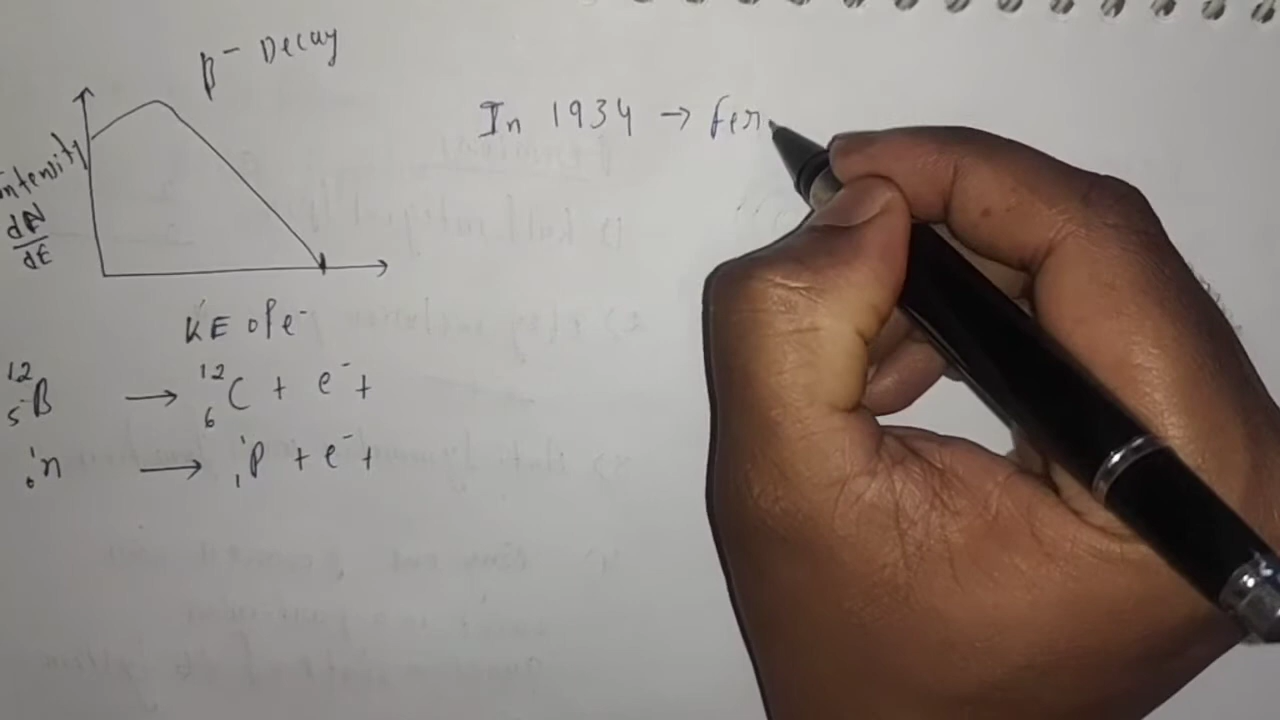 β⁻ Decay
In 1934 → fer
intensity
dN
dE
KE of e⁻
¹²₅B → ¹²₆C + e⁻ +
¹₀n → ¹₁P + e⁻ +